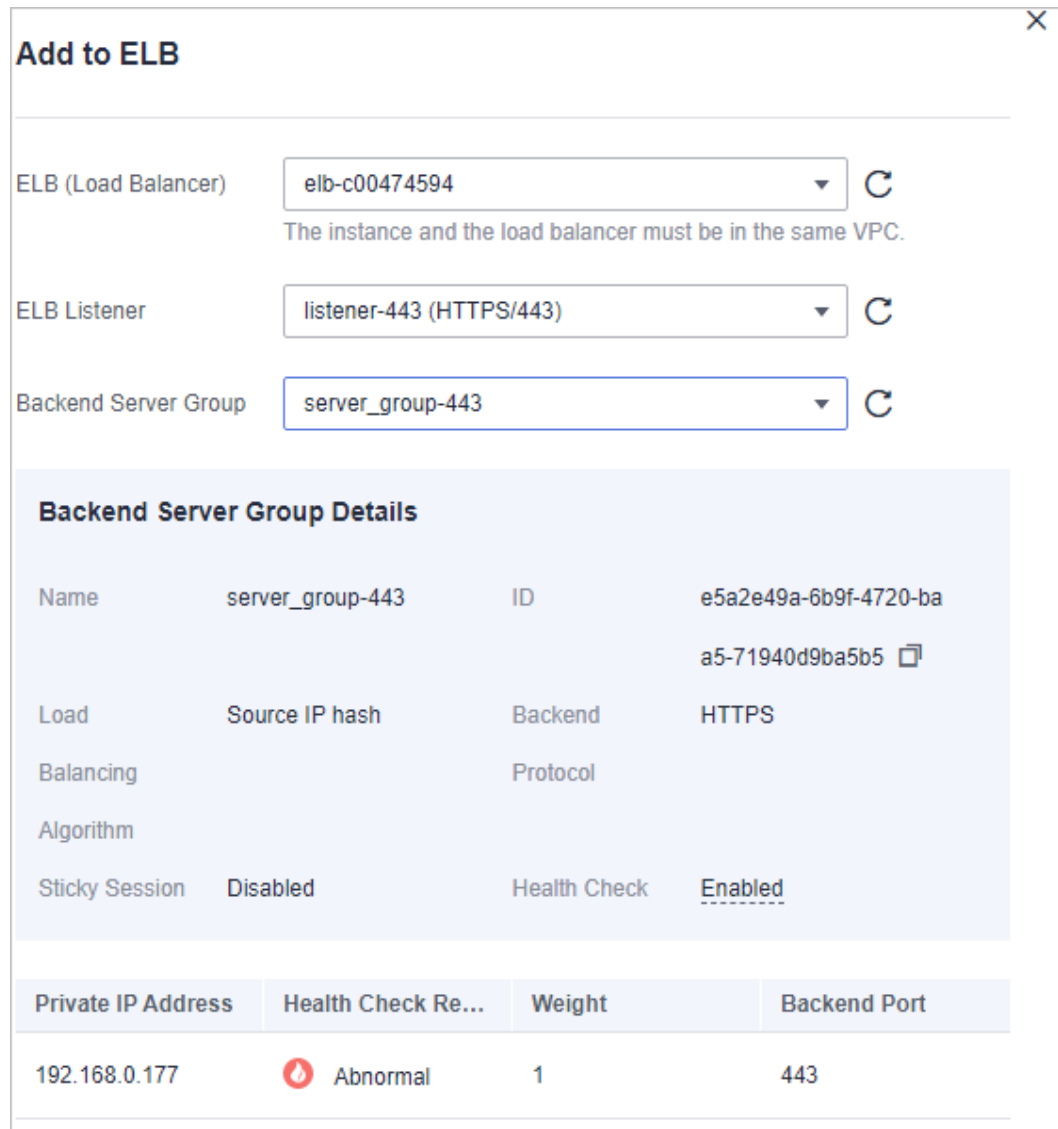 Add to ELB
ELB (Load Balancer) elb-c00474594
The instance and the load balancer must be in the same VPC.
ELB Listener listener-443 (HTTPS/443)
Backend Server Group server_group-443
Backend Server Group Details
Name server_group-443 ID e5a2e49a-6b9f-4720-ba
a5-71940d9ba5b5
Load Source IP hash Backend HTTPS
Balancing Protocol
Algorithm
Sticky Session Disabled Health Check Enabled
Private IP Address Health Check Re... Weight Backend Port
192.168.0.177 Abnormal 1 443